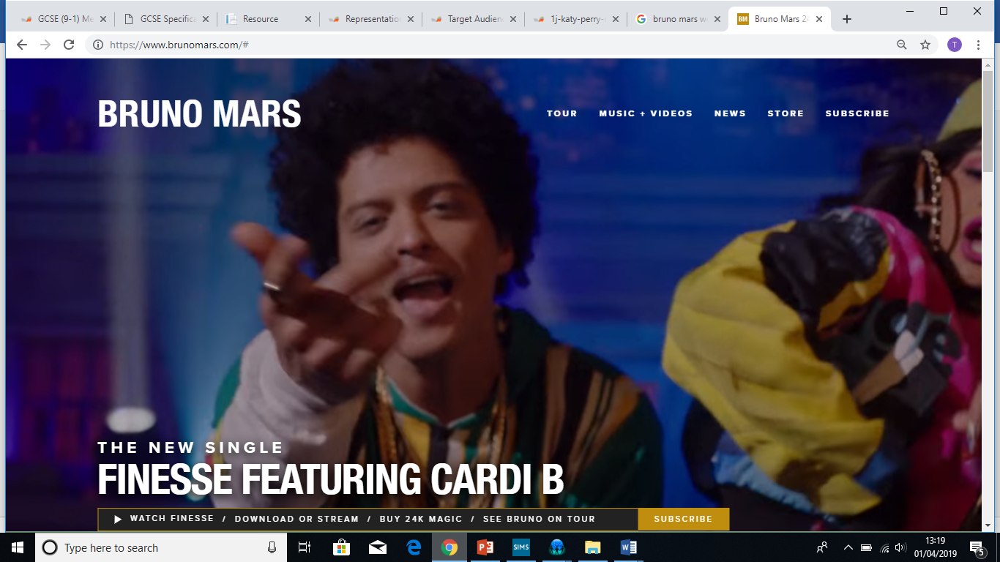 GCSE (9-1) Me
GCSE Specifica
Resource
Representatio
Target Audien
1j-katy-perry-
bruno mars we
BM Bruno Mars 24
https://www.brunomars.com/#
T
BRUNO MARS
TOUR MUSIC + VIDEOS NEWS STORE SUBSCRIBE
THE NEW SINGLE
FINESSE FEATURING CARDI B
WATCH FINESSE / DOWNLOAD OR STREAM / BUY 24K MAGIC / SEE BRUNO ON TOUR
SUBSCRIBE
Type here to search
SIMS
13:19
01/04/2019
5